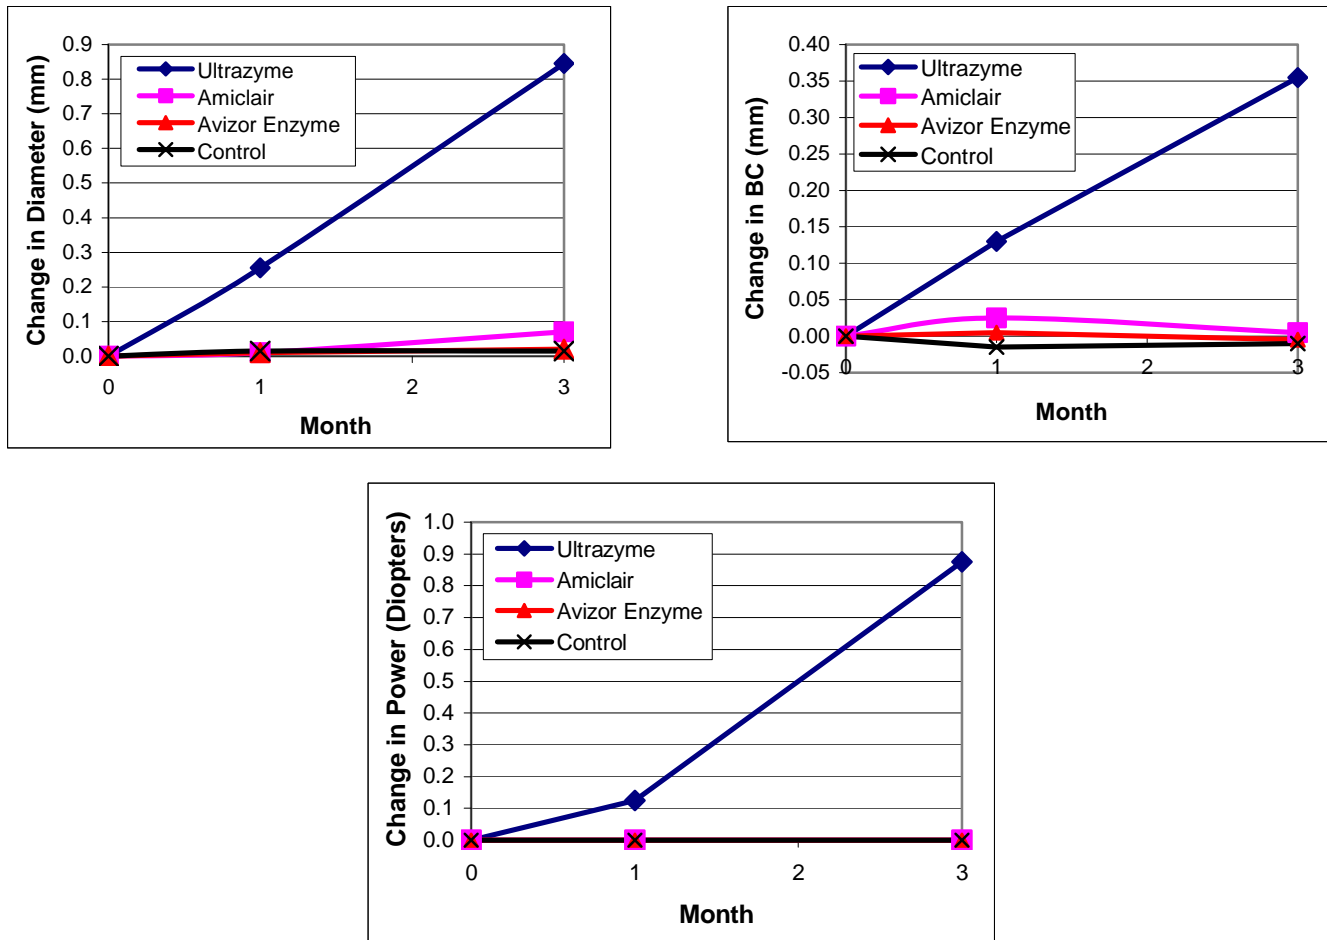 Change in Diameter (mm)
0.9
0.8
0.7
0.6
0.5
0.4
0.3
0.2
0.1
0.0
Ultrazyme
Amiclair
Avizor Enzyme
Control
0 1 2 3
Month
Change in BC (mm)
0.40
0.35
0.30
0.25
0.20
0.15
0.10
0.05
0.00
-0.05
Ultrazyme
Amiclair
Avizor Enzyme
Control
0 1 2 3
Month
Change in Power (Diopters)
1.0
0.9
0.8
0.7
0.6
0.5
0.4
0.3
0.2
0.1
0.0
Ultrazyme
Amiclair
Avizor Enzyme
Control
0 1 2 3
Month